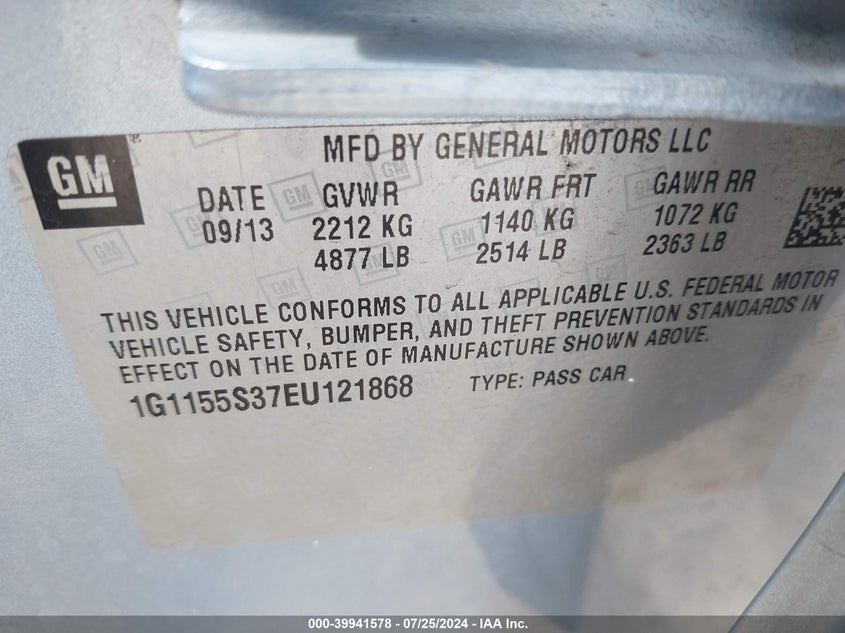 GM
MFD BY GENERAL MOTORS LLC
DATE GVWR GAWR FRT GAWR RR
09/13 2212 KG 1140 KG 1072 KG
4877 LB 2514 LB 2363 LB
THIS VEHICLE CONFORMS TO ALL APPLICABLE U.S. FEDERAL MOTOR
VEHICLE SAFETY, BUMPER, AND THEFT PREVENTION STANDARDS IN
EFFECT ON THE DATE OF MANUFACTURE SHOWN ABOVE.
1G1155S37EU121868 TYPE: PASS CAR
000-39941578 - 07/25/2024 - IAA Inc.